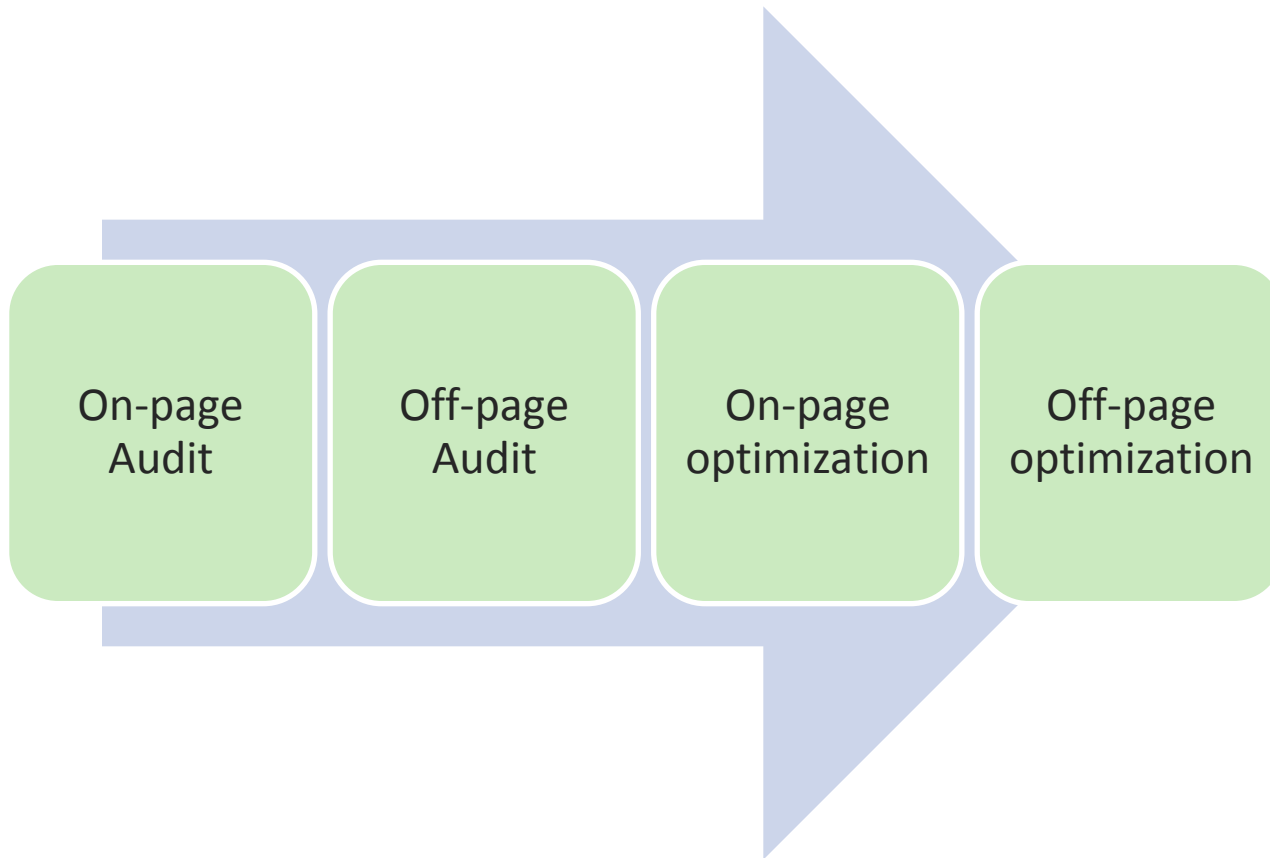 On-page
Audit
Off-page
Audit
On-page
optimization
Off-page
optimization